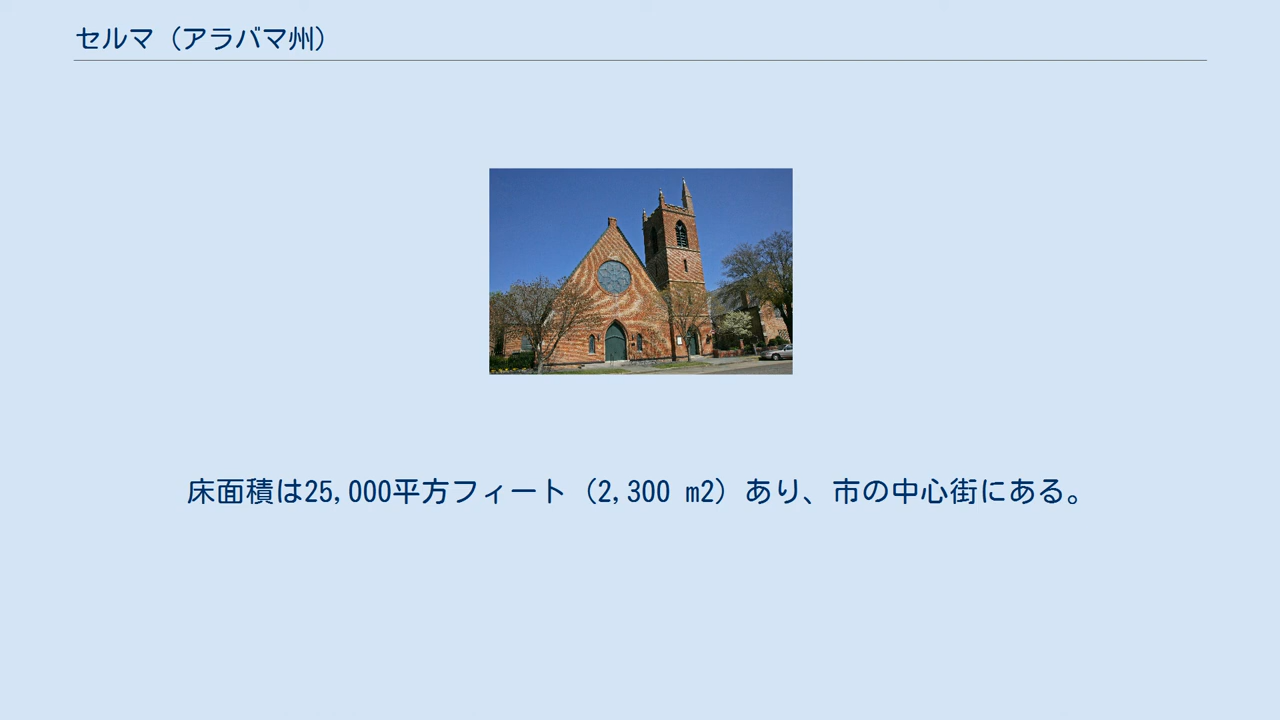 セルマ（アラバマ州）
床面積は25,000平方フィート（2,300 m2）あり、市の中心街にある。